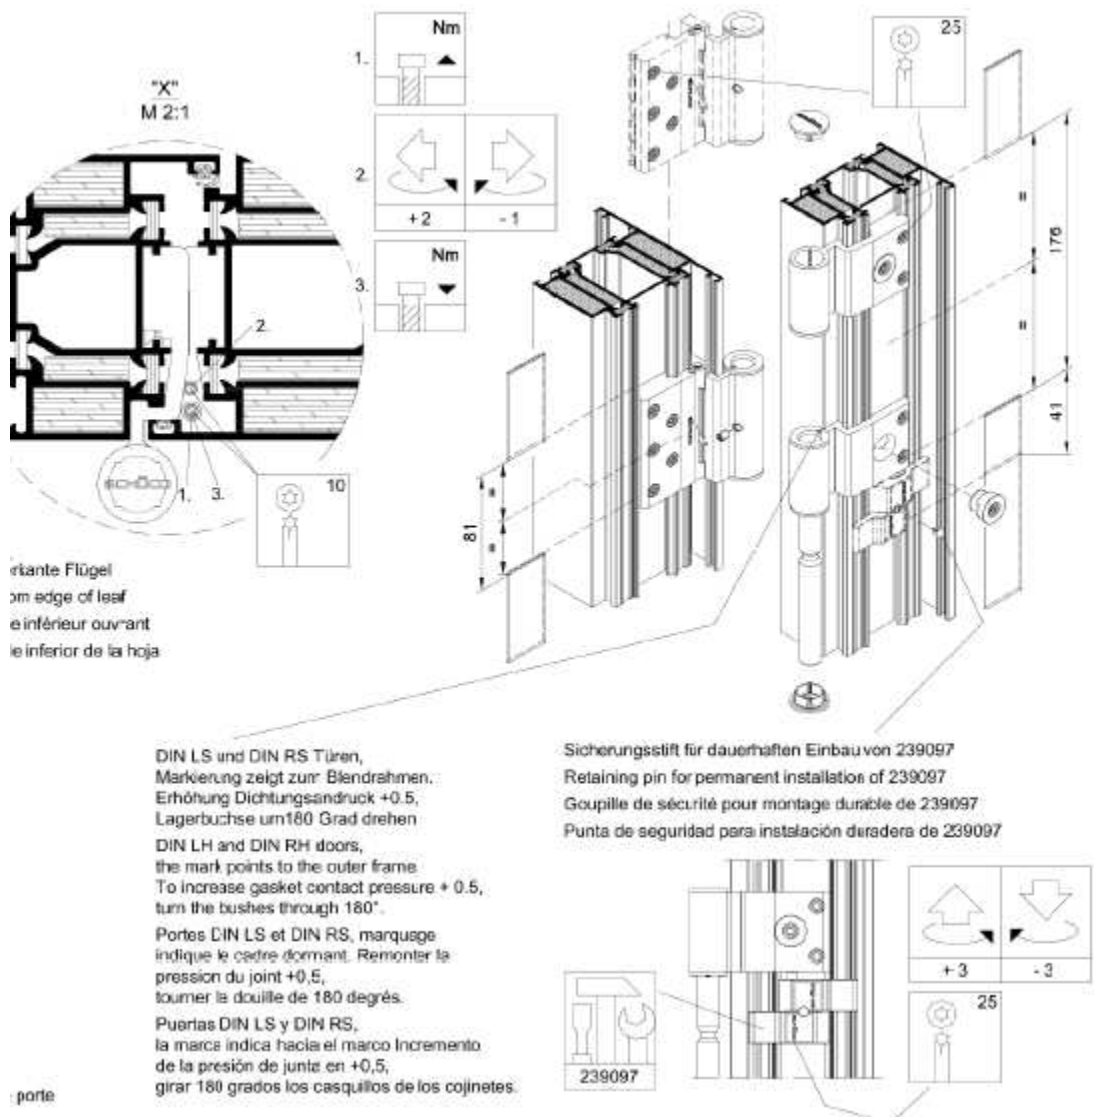 Nm
1.
25
"X"
M 2:1
2.
+2
- 1
Nm
3.
2.
=
=
176
41
1.
3.
10
=
=
81
rkante Flügel
om edge of leaf
e inférieur ouvrant
le inferior de la hoja
DIN LS und DIN RS Türen,
Markierung zeigt zum Blendrahmen.
Erhöhung Dichtungsandruck +0.5,
Lagerbuchse um180 Grad drehen
DIN LH and DIN RH doors,
the mark points to the outer frame
To increase gasket contact pressure + 0.5,
turn the bushes through 180°.
Portes DIN LS et DIN RS, marquage
indique le cadre dormant. Remonter la
pression du joint +0,5,
tourner la douille de 180 degrés.
Puertas DIN LS y DIN RS,
la marca indica hacia el marco Incremento
de la presión de junta en +0,5,
girar 180 grados los casquillos de los cojinetes.
Sicherungsstift für dauerhaften Einbau von 239097
Retaining pin for permanent installation of 239097
Goupille de sécurité pour montage durable de 239097
Punta de seguridad para instalación duradera de 239097
+ 3
- 3
25
239097
porte